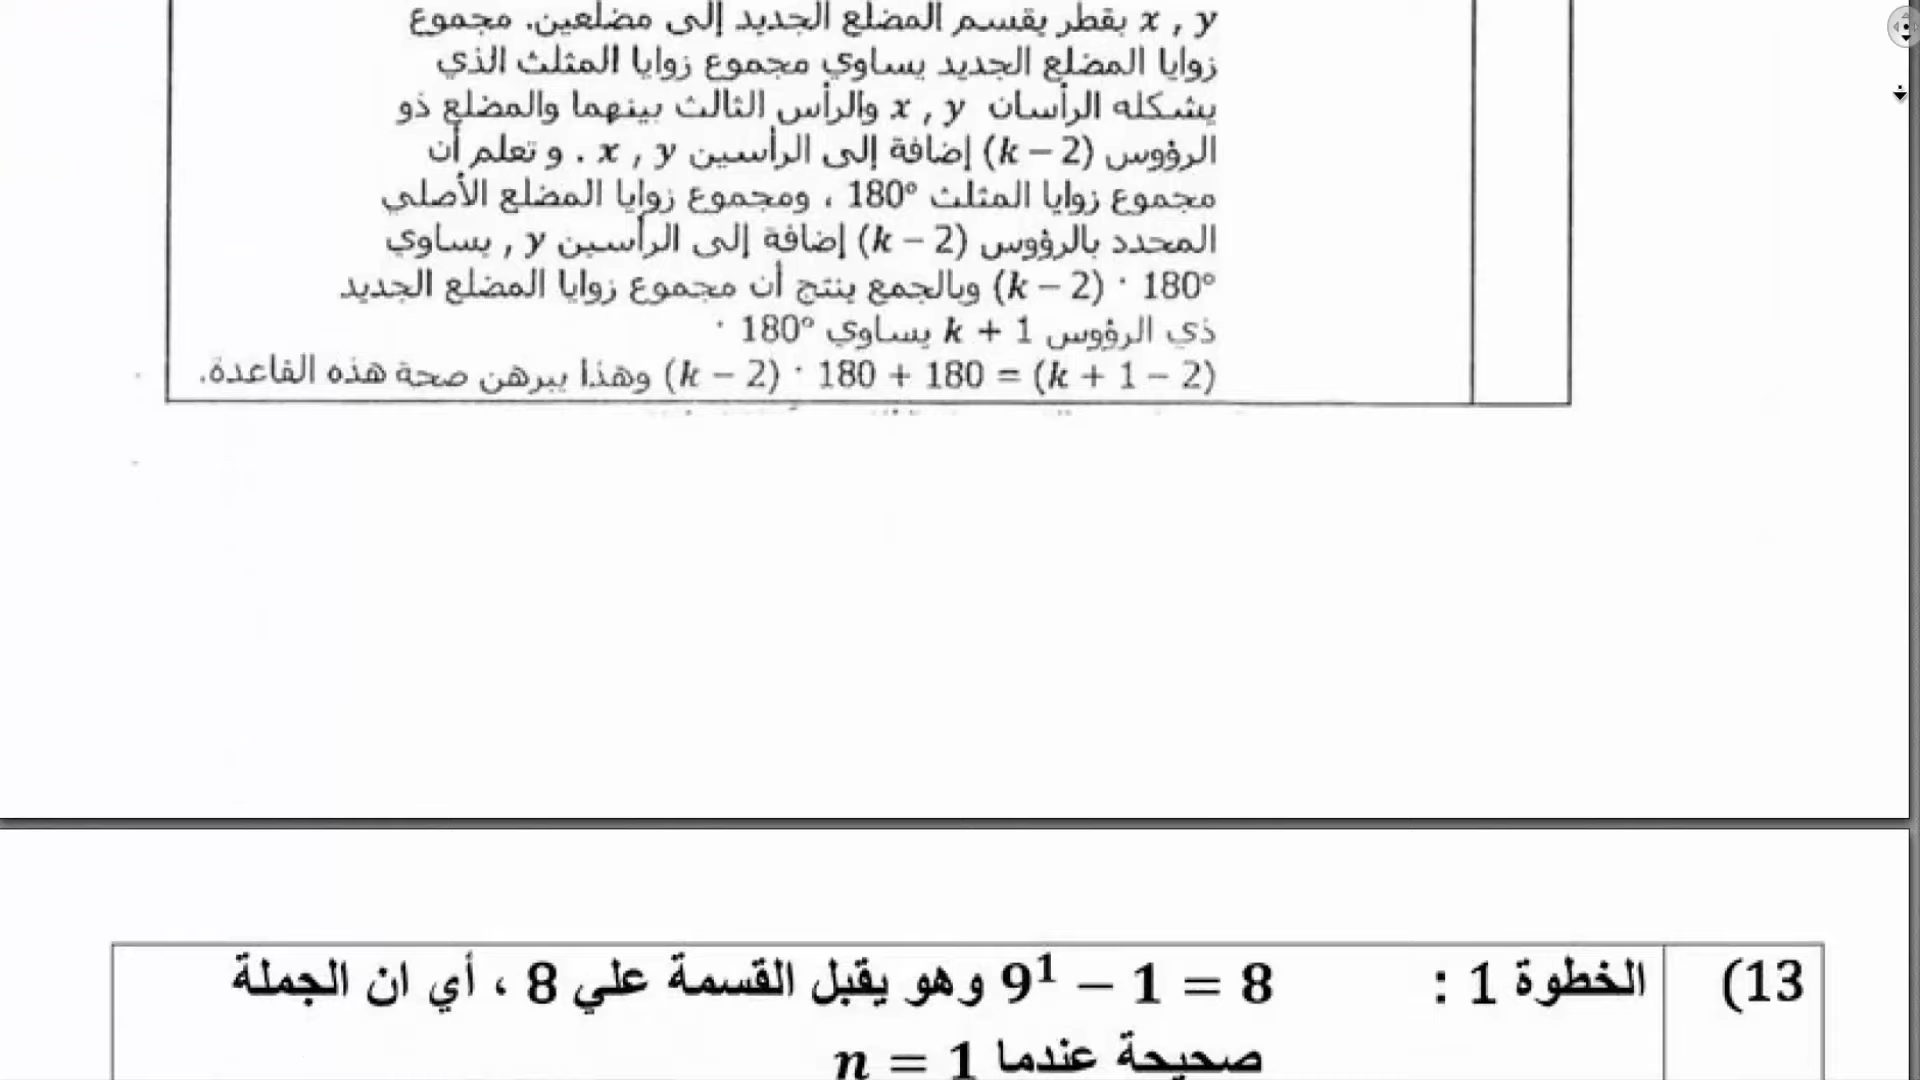 x , y بقطر يقسم المضلع الجديد إلى مضلعين. مجموع
زوايا المضلع الجديد يساوي مجموع زوايا المثلث الذي
يشكله الرأسان x , y والرأس الثالث بينهما والمضلع ذو
الرؤوس (k − 2) إضافة إلى الرأسين x , y . و تعلم أن
مجموع زوايا المثلث 180° ، ومجموع زوايا المضلع الأصلي
المحدد بالرؤوس (k − 2) إضافة إلى الرأسين y , يساوي
(k − 2) · 180° وبالجمع ينتج أن مجموع زوايا المضلع الجديد
ذي الرؤوس k + 1 يساوي 180° ·
(k − 2) · 180 + 180 = (k + 1 − 2) وهذا يبرهن صحة هذه القاعدة.
(13 الخطوة 1 : 9¹ − 1 = 8 وهو يقبل القسمة علي 8 ، أي ان الجملة
صحيحة عندما n = 1